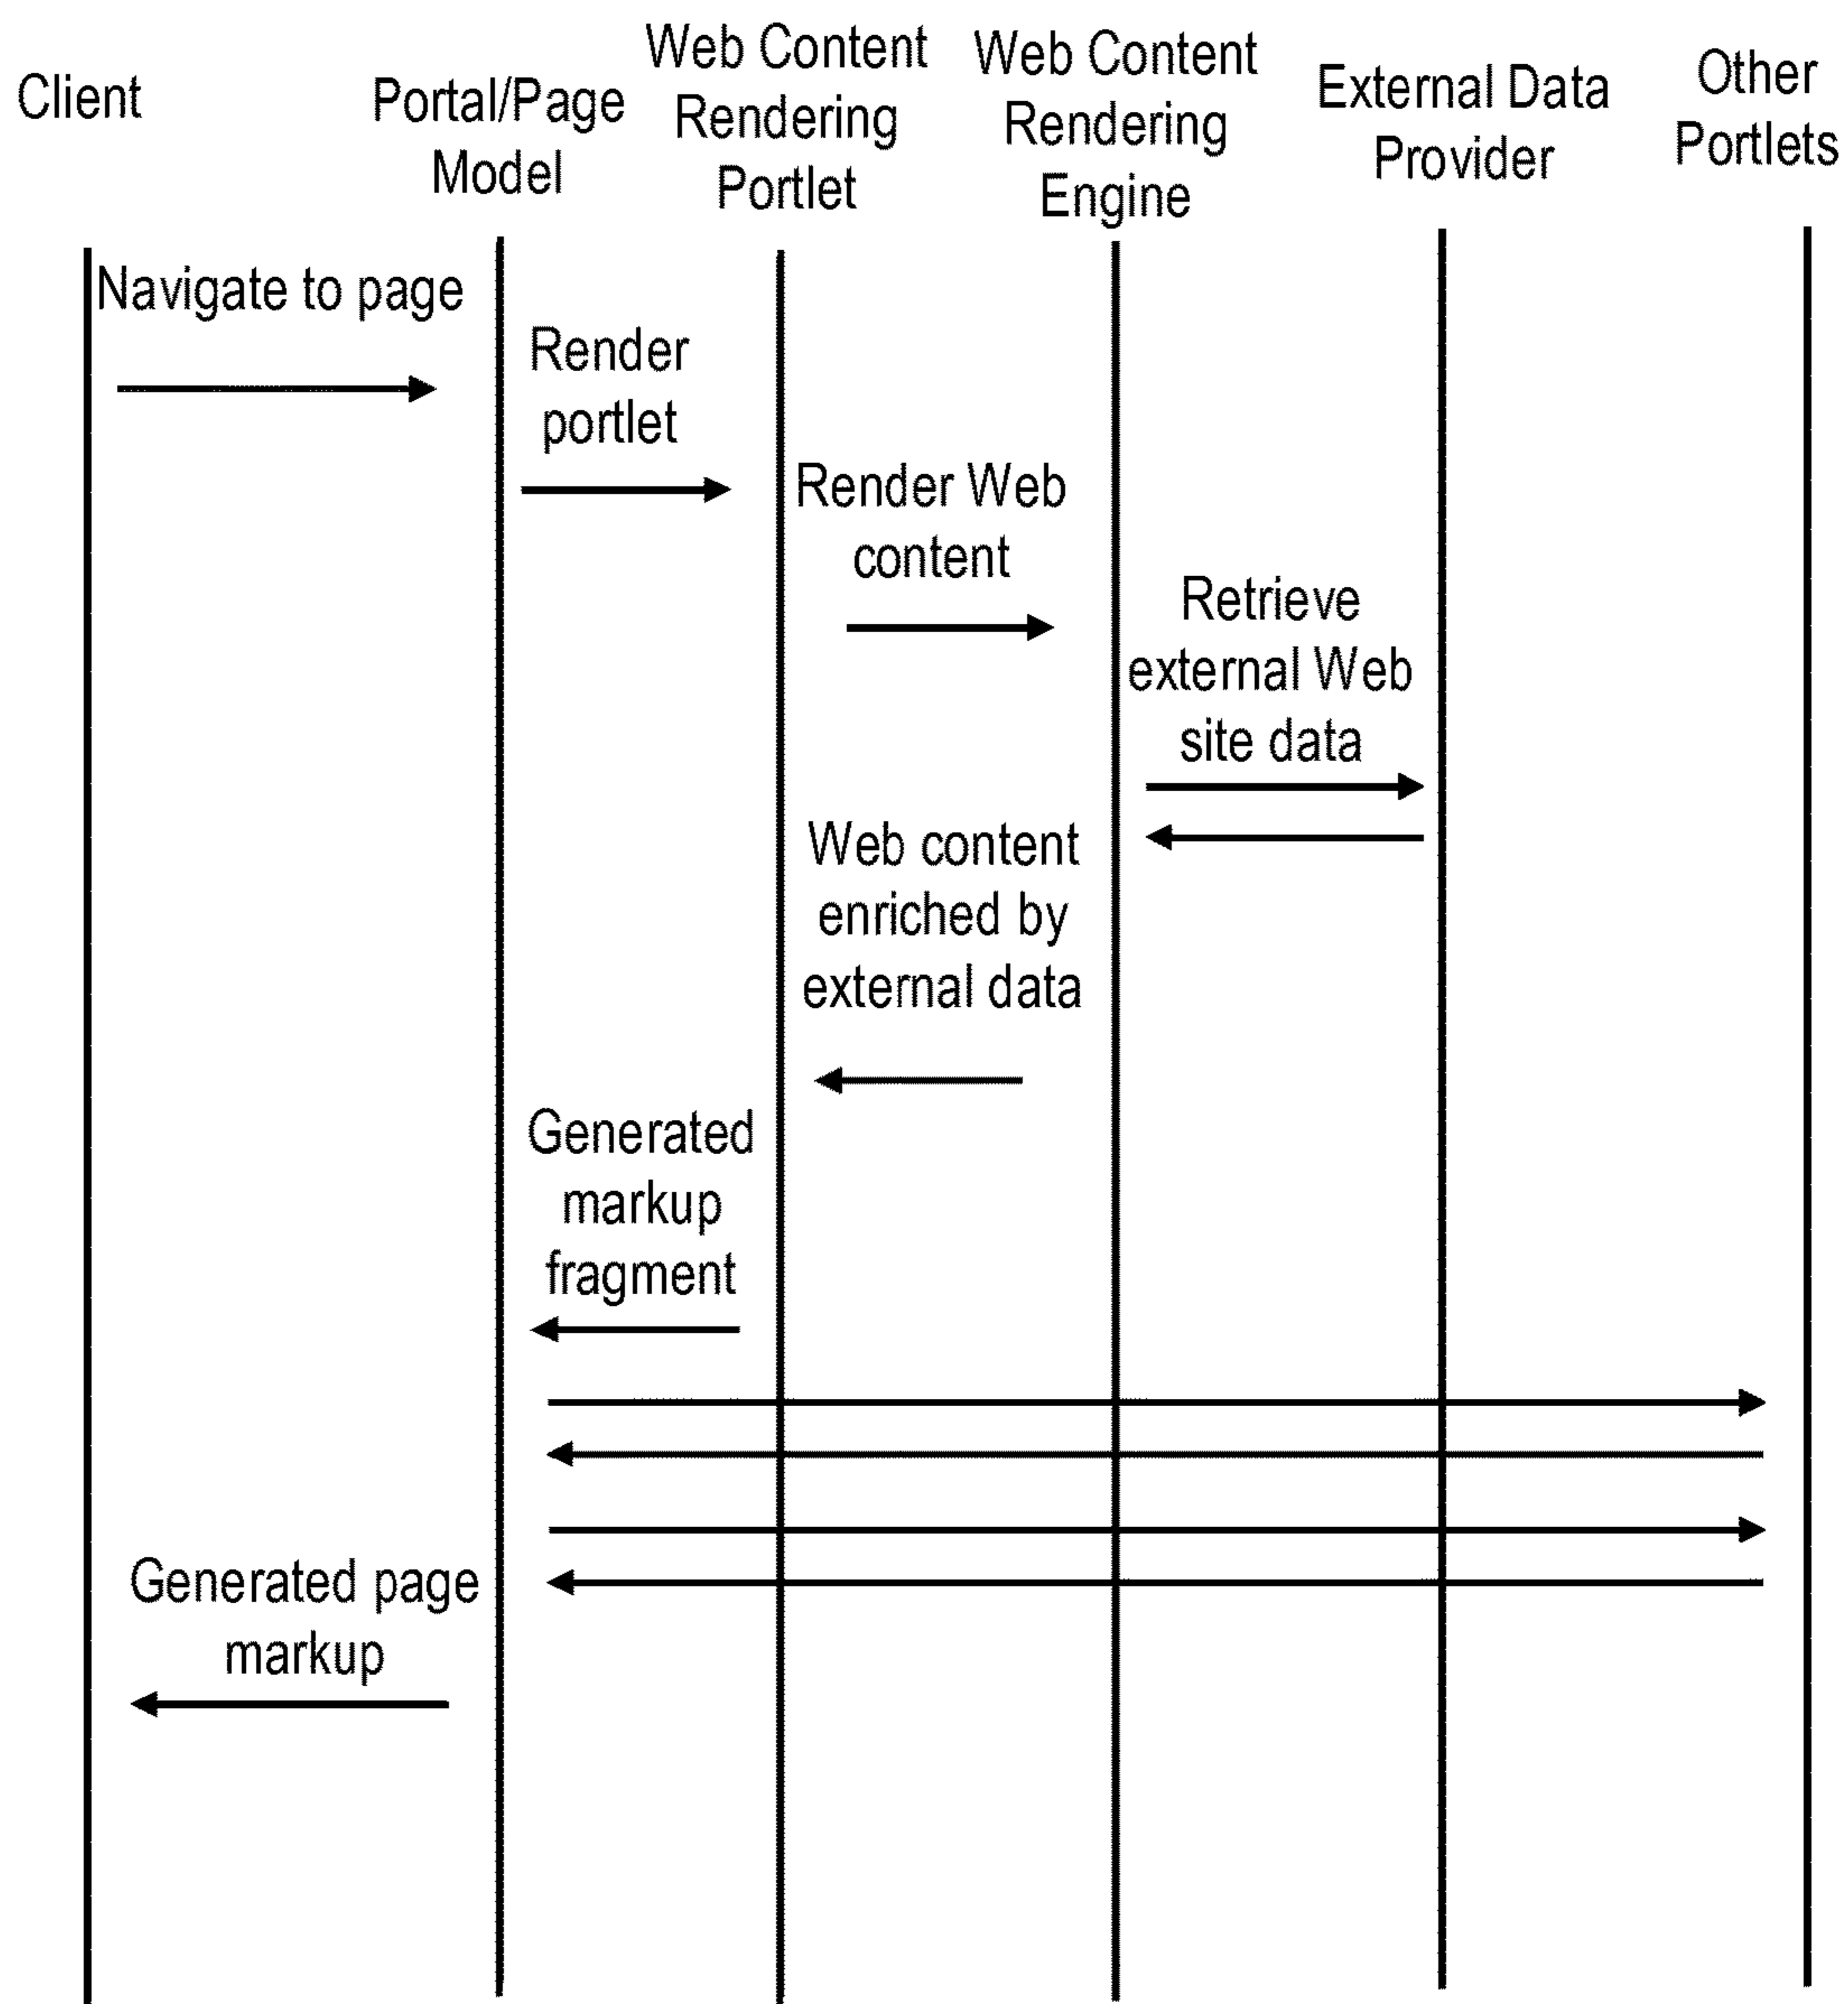 Client
Portal/Page
Model
Web Content
Rendering
Portlet
Web Content
Rendering
Engine
External Data
Provider
Other
Portlets
Navigate to page
Render
portlet
Render Web
content
Retrieve
external Web
site data
Web content
enriched by
external data
Generated
markup
fragment
Generated page
markup